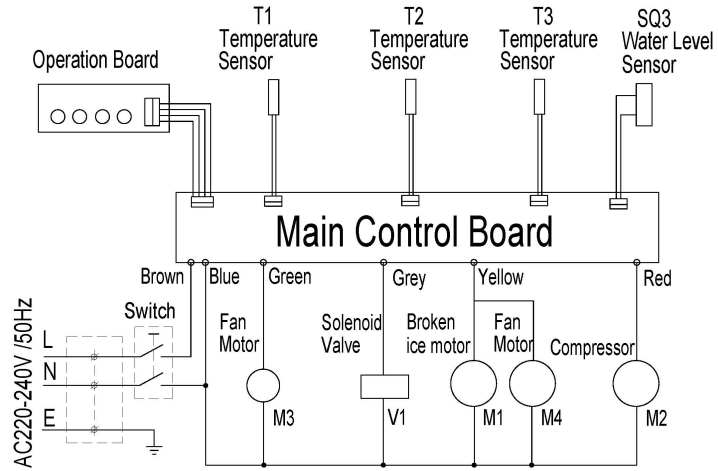 T1
Temperature
Sensor
T2
Temperature
Sensor
T3
Temperature
Sensor
SQ3
Water Level
Sensor
Operation Board
Main Control Board
Brown
Blue
Green
Grey
Yellow
Red
AC220-240V /50Hz
L
N
E
Switch
Fan
Motor
M3
Solenoid
Valve
V1
Broken
ice motor
M1
Fan
Motor
M4
Compressor
M2